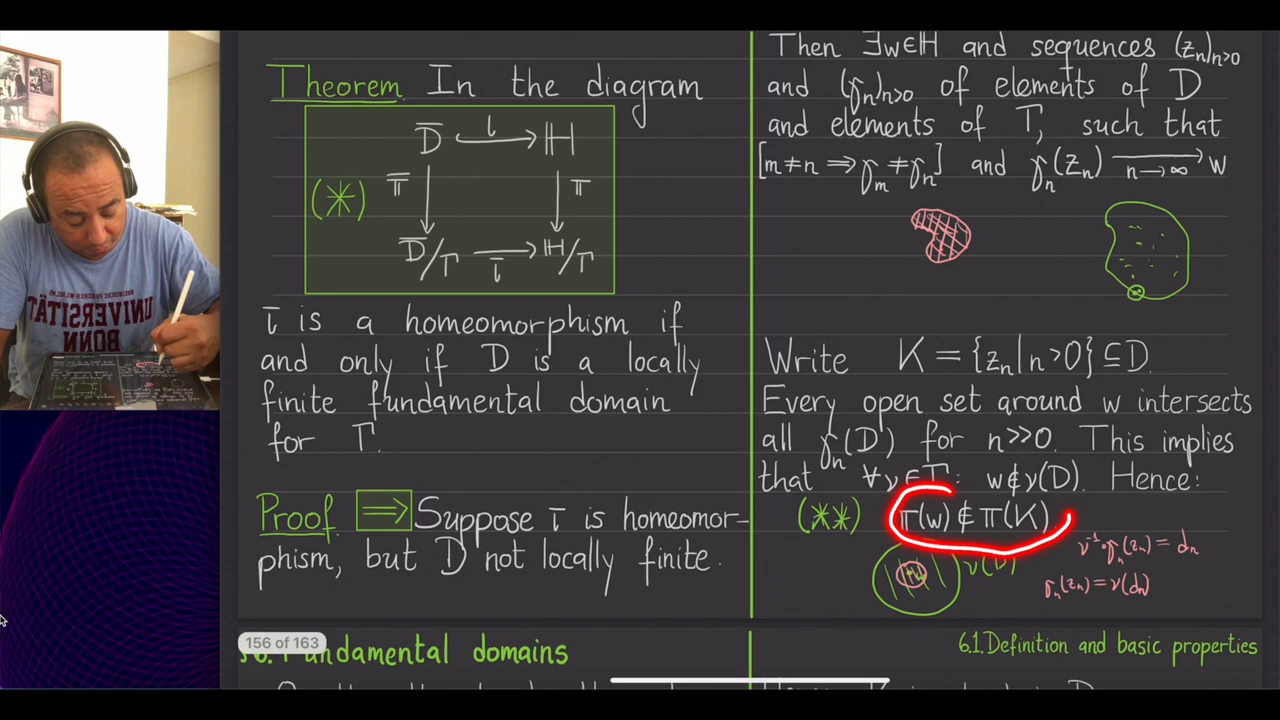 Theorem. In the diagram
(*)
D̅ ι ℍ
π̅ π
D̅/Γ ι̅ ℍ/Γ
ι̅ is a homeomorphism if
and only if D is a locally
finite fundamental domain
for Γ.
Proof. ⟹ Suppose ι̅ is homeomor-
phism, but D not locally finite.
156 of 163
Fundamental domains
Then ∃w∈ℍ and sequences (zₙ)ₙ>₀
and (γₙ)ₙ>₀ of elements of D
and elements of Γ, such that
[m≠n ⟹ γₘ≠γₙ] and γₙ(zₙ) ⟶ w
n→∞
Write K = {zₙ|n>0} ⊆ D.
Every open set around w intersects
all γₙ(D) for n≫0. This implies
that ∀ν∈Γ: w∉ν(D). Hence:
(**) π(w) ∉ π(K).
ν⁻¹∘γₙ(zₙ) = dₙ
ν(D)
γₙ(zₙ) = ν(dₙ)
6.1. Definition and basic properties
UNIVERSITÄT
BONN